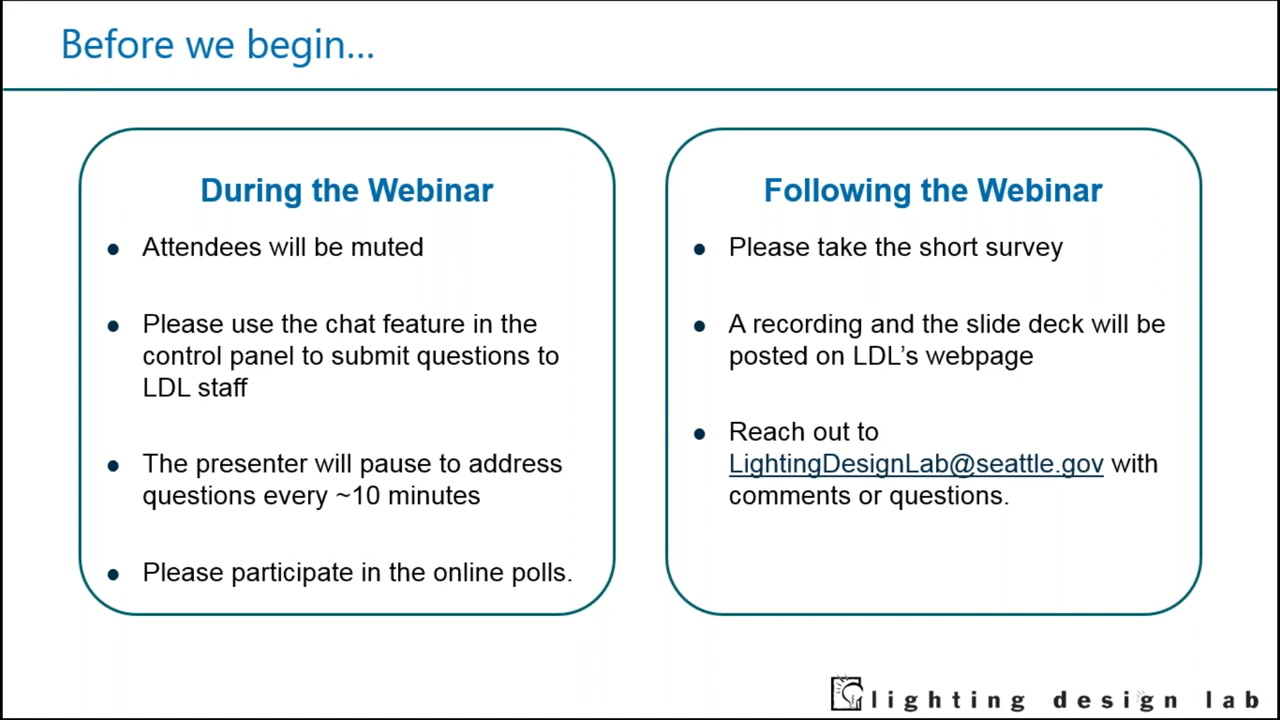 Before we begin...
During the Webinar
● Attendees will be muted
● Please use the chat feature in the
control panel to submit questions to
LDL staff
● The presenter will pause to address
questions every ~10 minutes
● Please participate in the online polls.
Following the Webinar
● Please take the short survey
● A recording and the slide deck will be
posted on LDL’s webpage
● Reach out to
LightingDesignLab@seattle.gov with
comments or questions.
lighting design lab